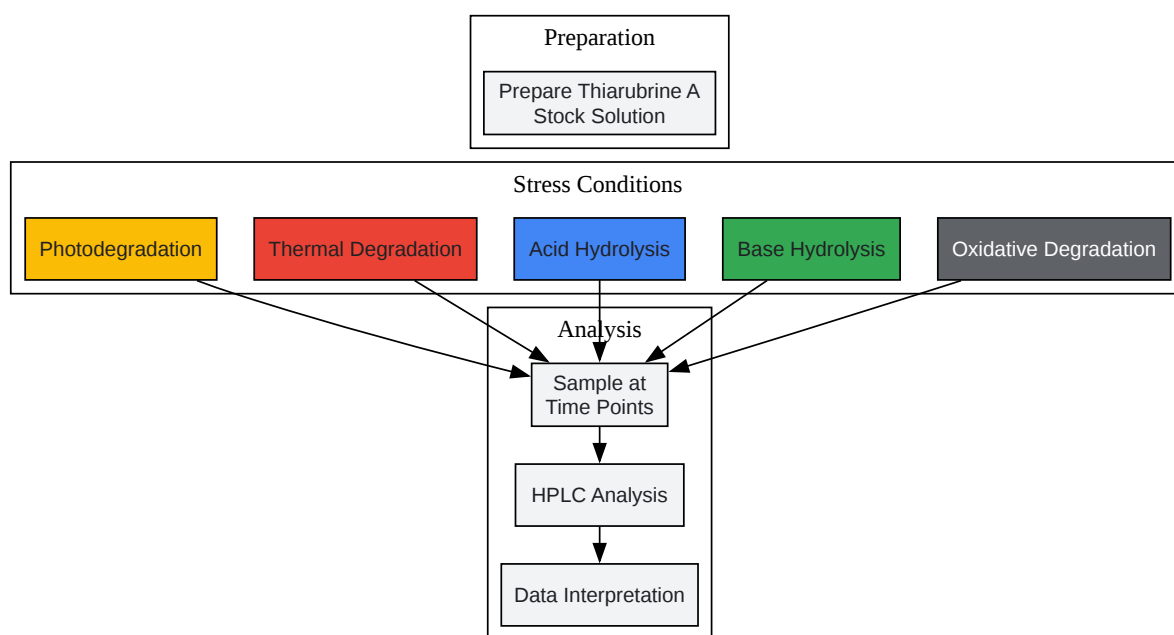 Preparation
Prepare Thiarubrine A
Stock Solution
Stress Conditions
Photodegradation
Thermal Degradation
Acid Hydrolysis
Base Hydrolysis
Oxidative Degradation
Analysis
Sample at
Time Points
HPLC Analysis
Data Interpretation